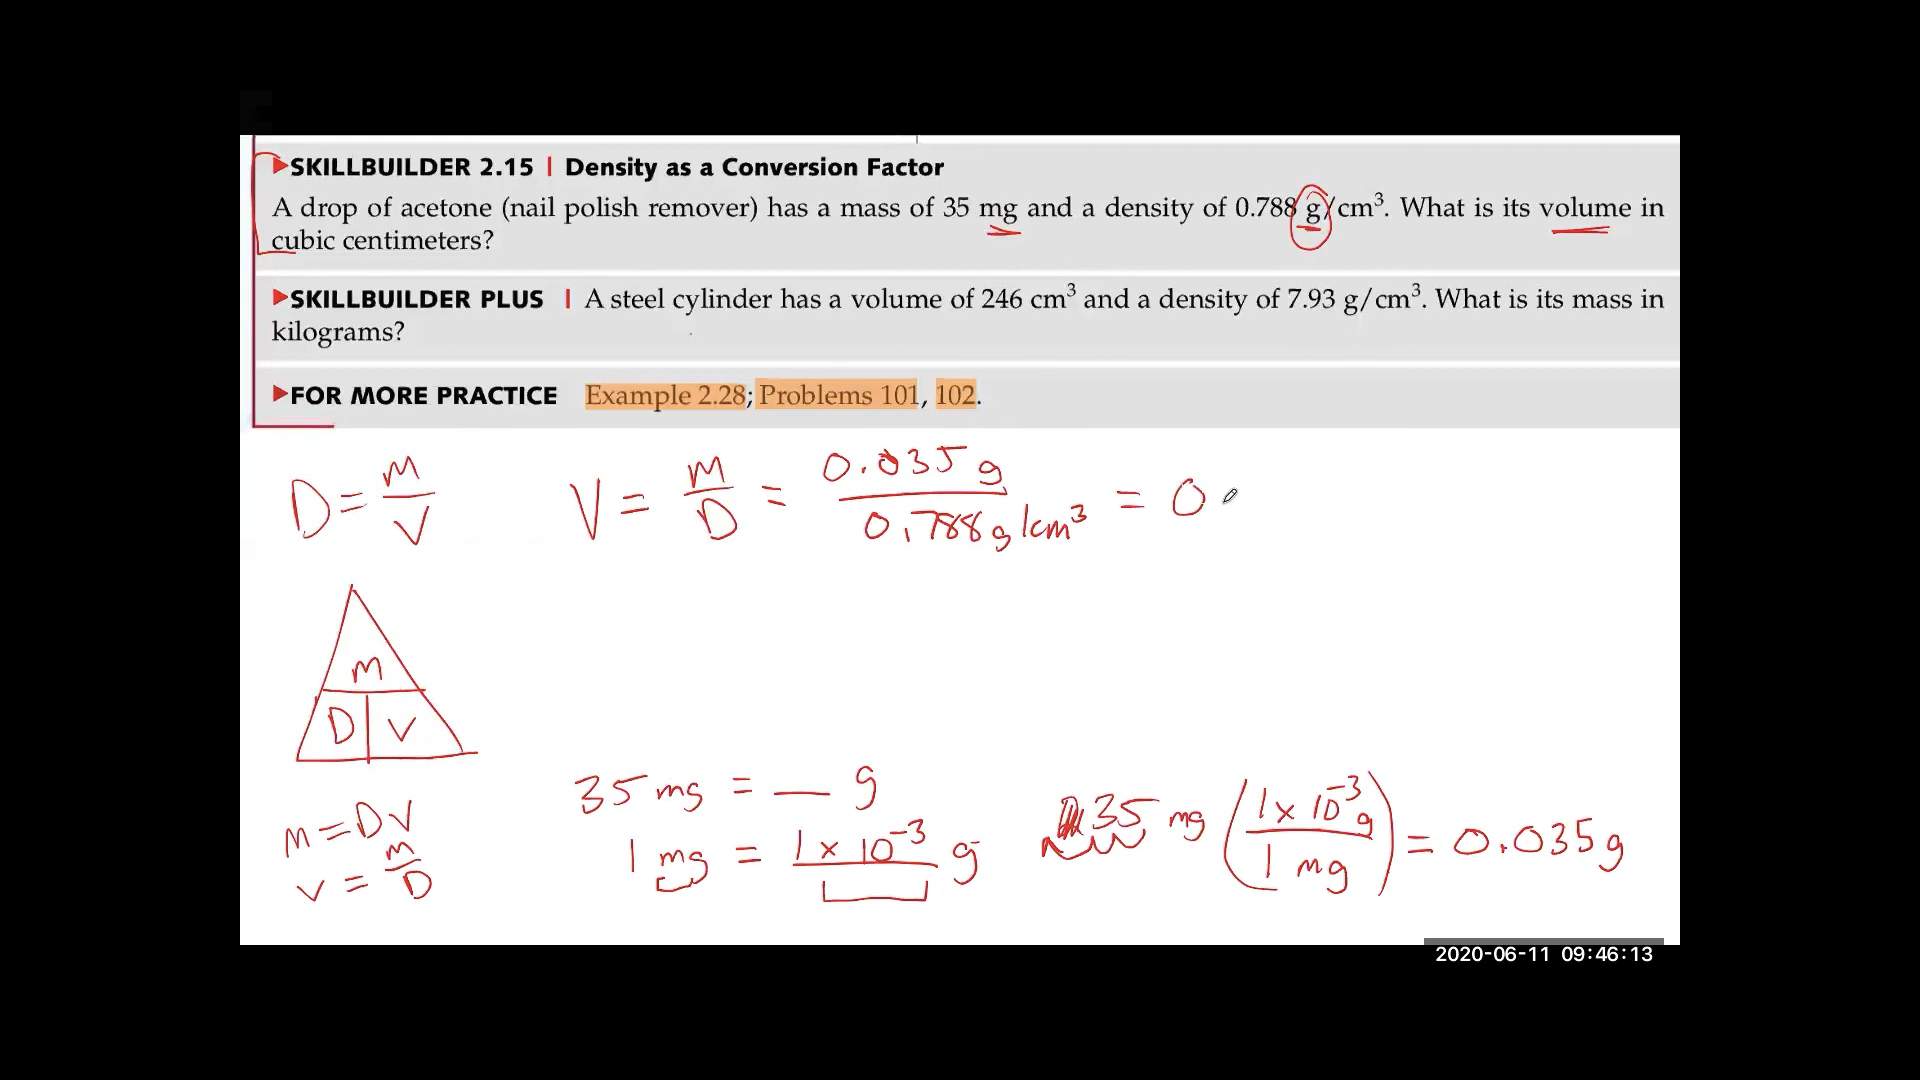 ▶SKILLBUILDER 2.15 | Density as a Conversion Factor
A drop of acetone (nail polish remover) has a mass of 35 mg and a density of 0.788 g/cm³. What is its volume in
cubic centimeters?
▶SKILLBUILDER PLUS | A steel cylinder has a volume of 246 cm³ and a density of 7.93 g/cm³. What is its mass in
kilograms?
▶FOR MORE PRACTICE Example 2.28; Problems 101, 102.
D = m/V V = m/D = 0.035 g / 0.788 g/cm³ = 0.
m
D V
m = DV
v = m/D
35 mg = __ g
1 mg = 1 x 10⁻³ g
35 mg (1 x 10⁻³ g / 1 mg) = 0.035 g
2020-06-11 09:46:13